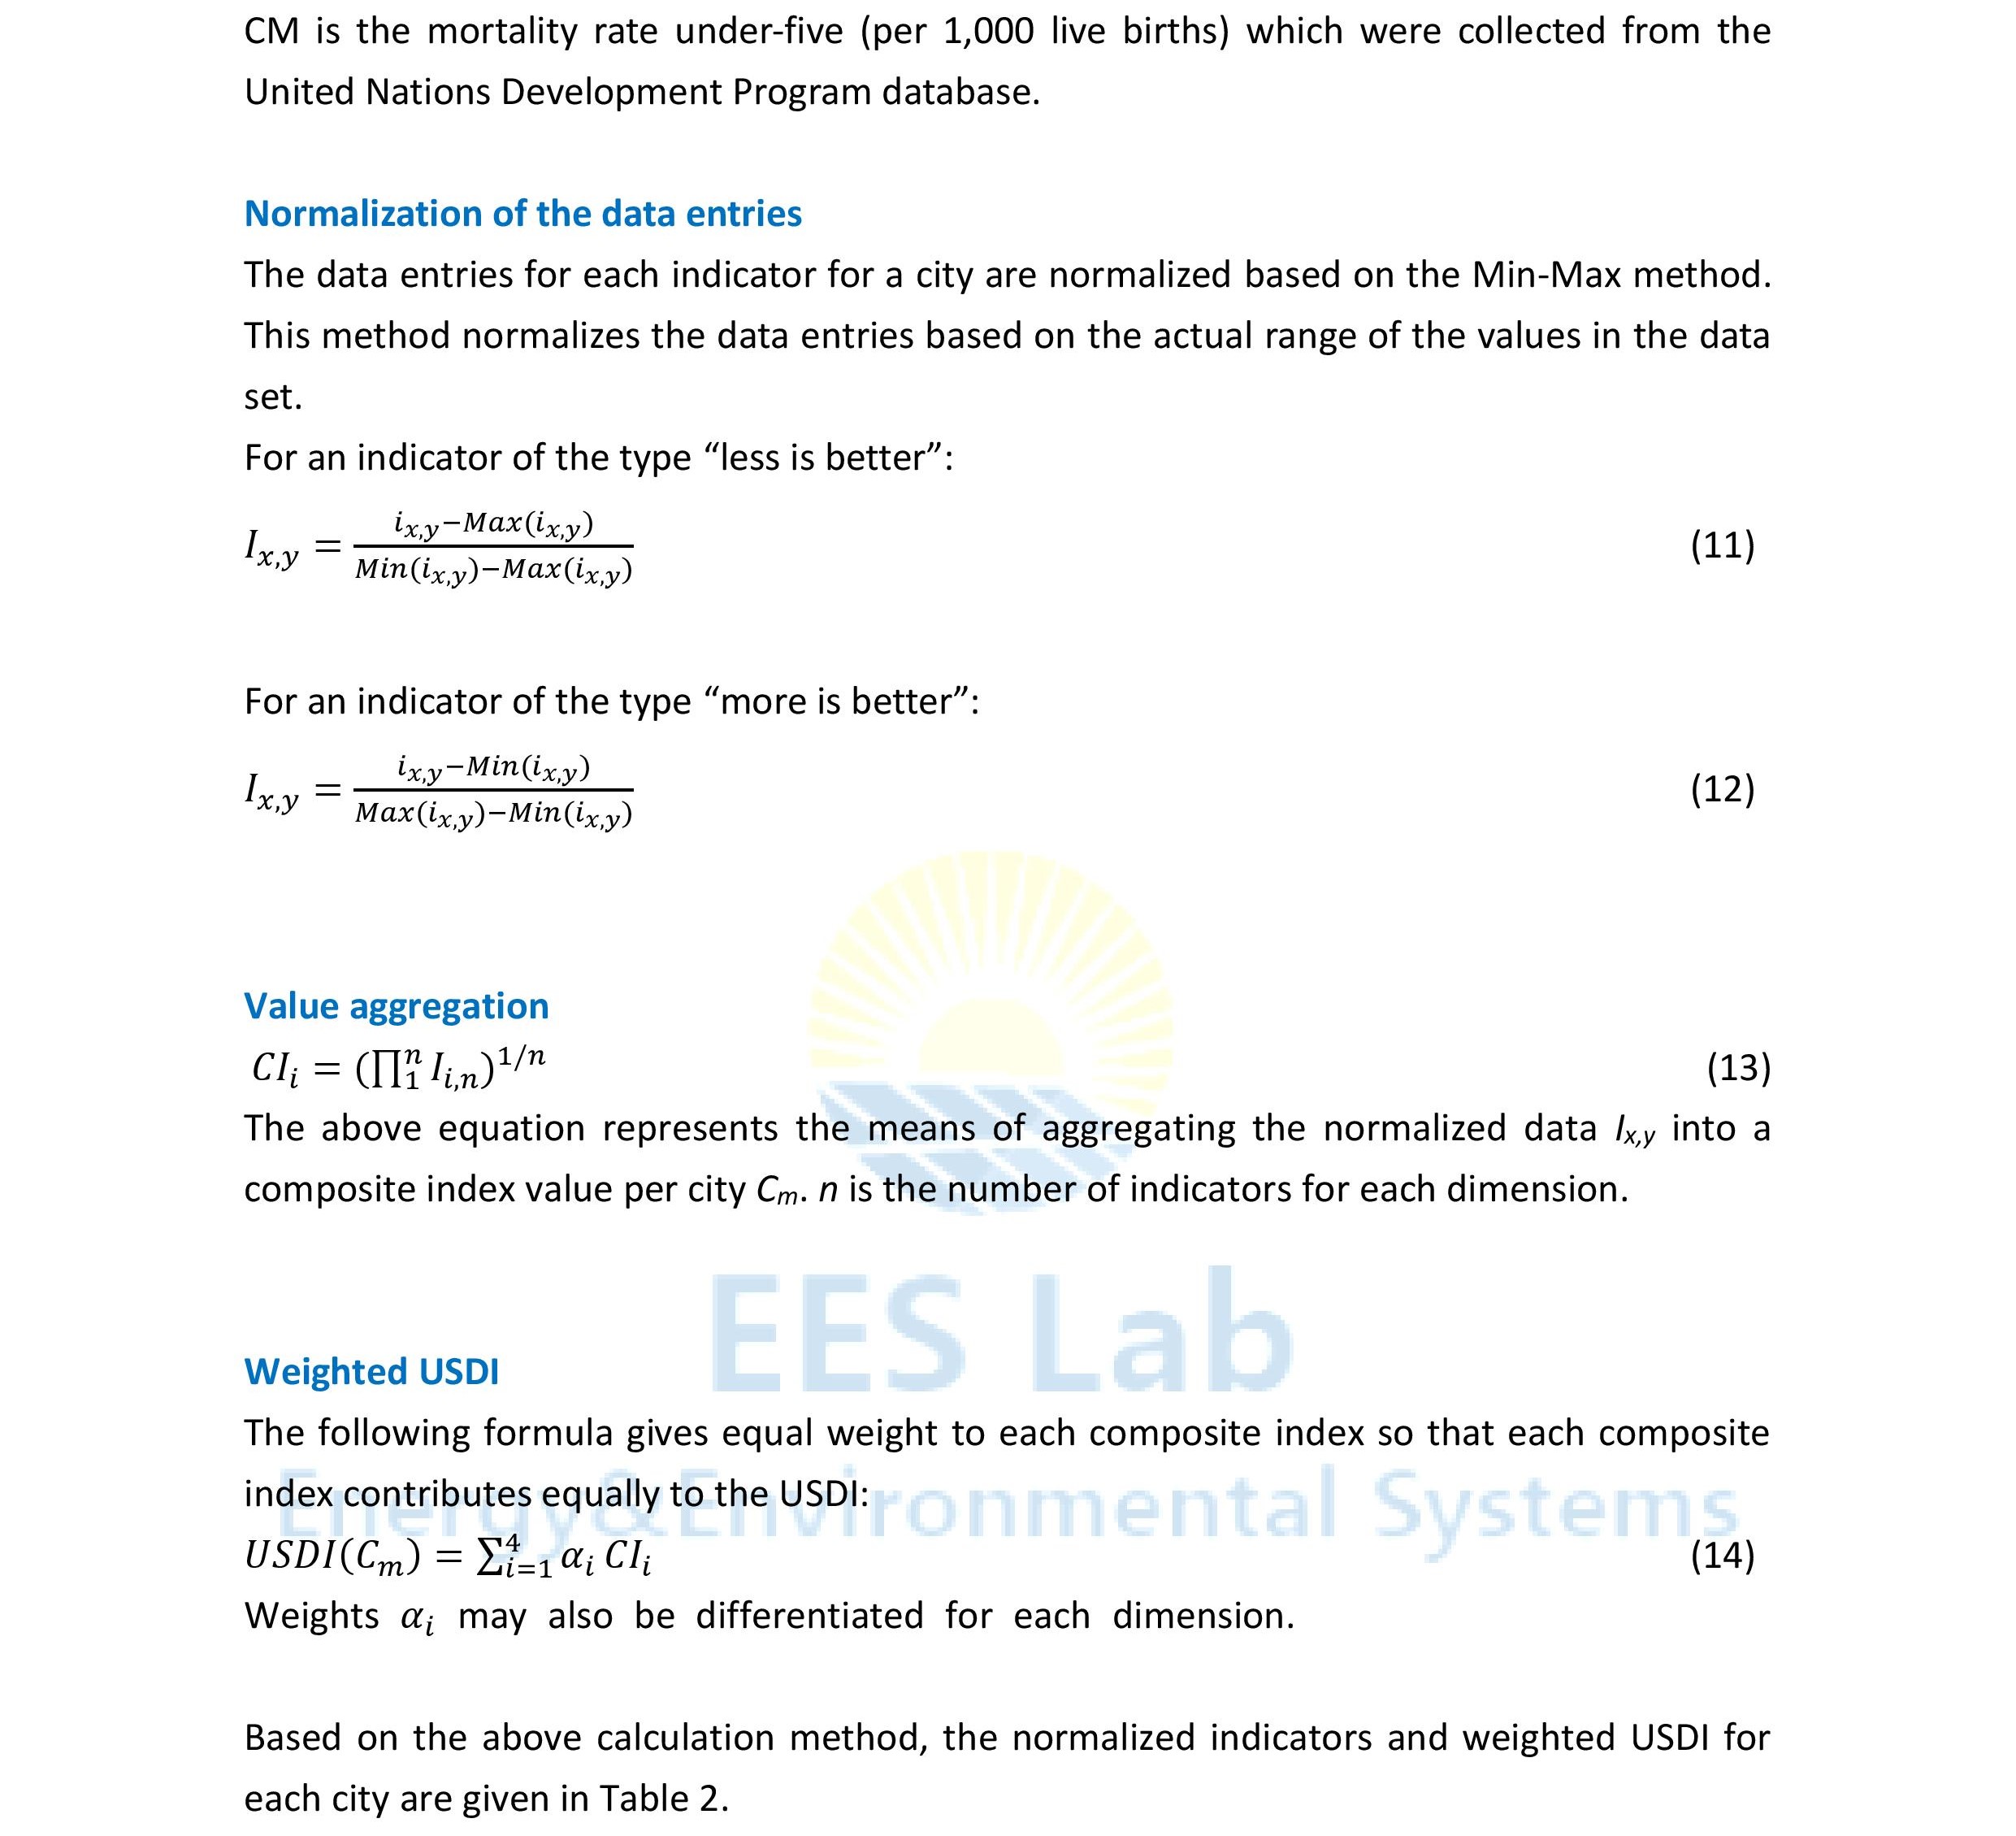 CM is the mortality rate under-five (per 1,000 live births) which were collected from the
United Nations Development Program database.
Normalization of the data entries
The data entries for each indicator for a city are normalized based on the Min-Max method.
This method normalizes the data entries based on the actual range of the values in the data
set.
For an indicator of the type “less is better”:
I_{x,y} = \frac{i_{x,y}−Max(i_{x,y})}{Min(i_{x,y})−Max(i_{x,y})} (11)
For an indicator of the type “more is better”:
I_{x,y} = \frac{i_{x,y}−Min(i_{x,y})}{Max(i_{x,y})−Min(i_{x,y})} (12)
Value aggregation
CI_i = (∏_1^n I_{i,n})^{1/n} (13)
The above equation represents the means of aggregating the normalized data I_{x,y} into a
composite index value per city C_m. n is the number of indicators for each dimension.
EES Lab
Weighted USDI
The following formula gives equal weight to each composite index so that each composite
index contributes equally to the USDI:
Energy&Environmental Systems
USDI(C_m) = ∑_{i=1}^4 α_i CI_i (14)
Weights α_i may also be differentiated for each dimension.
Based on the above calculation method, the normalized indicators and weighted USDI for
each city are given in Table 2.